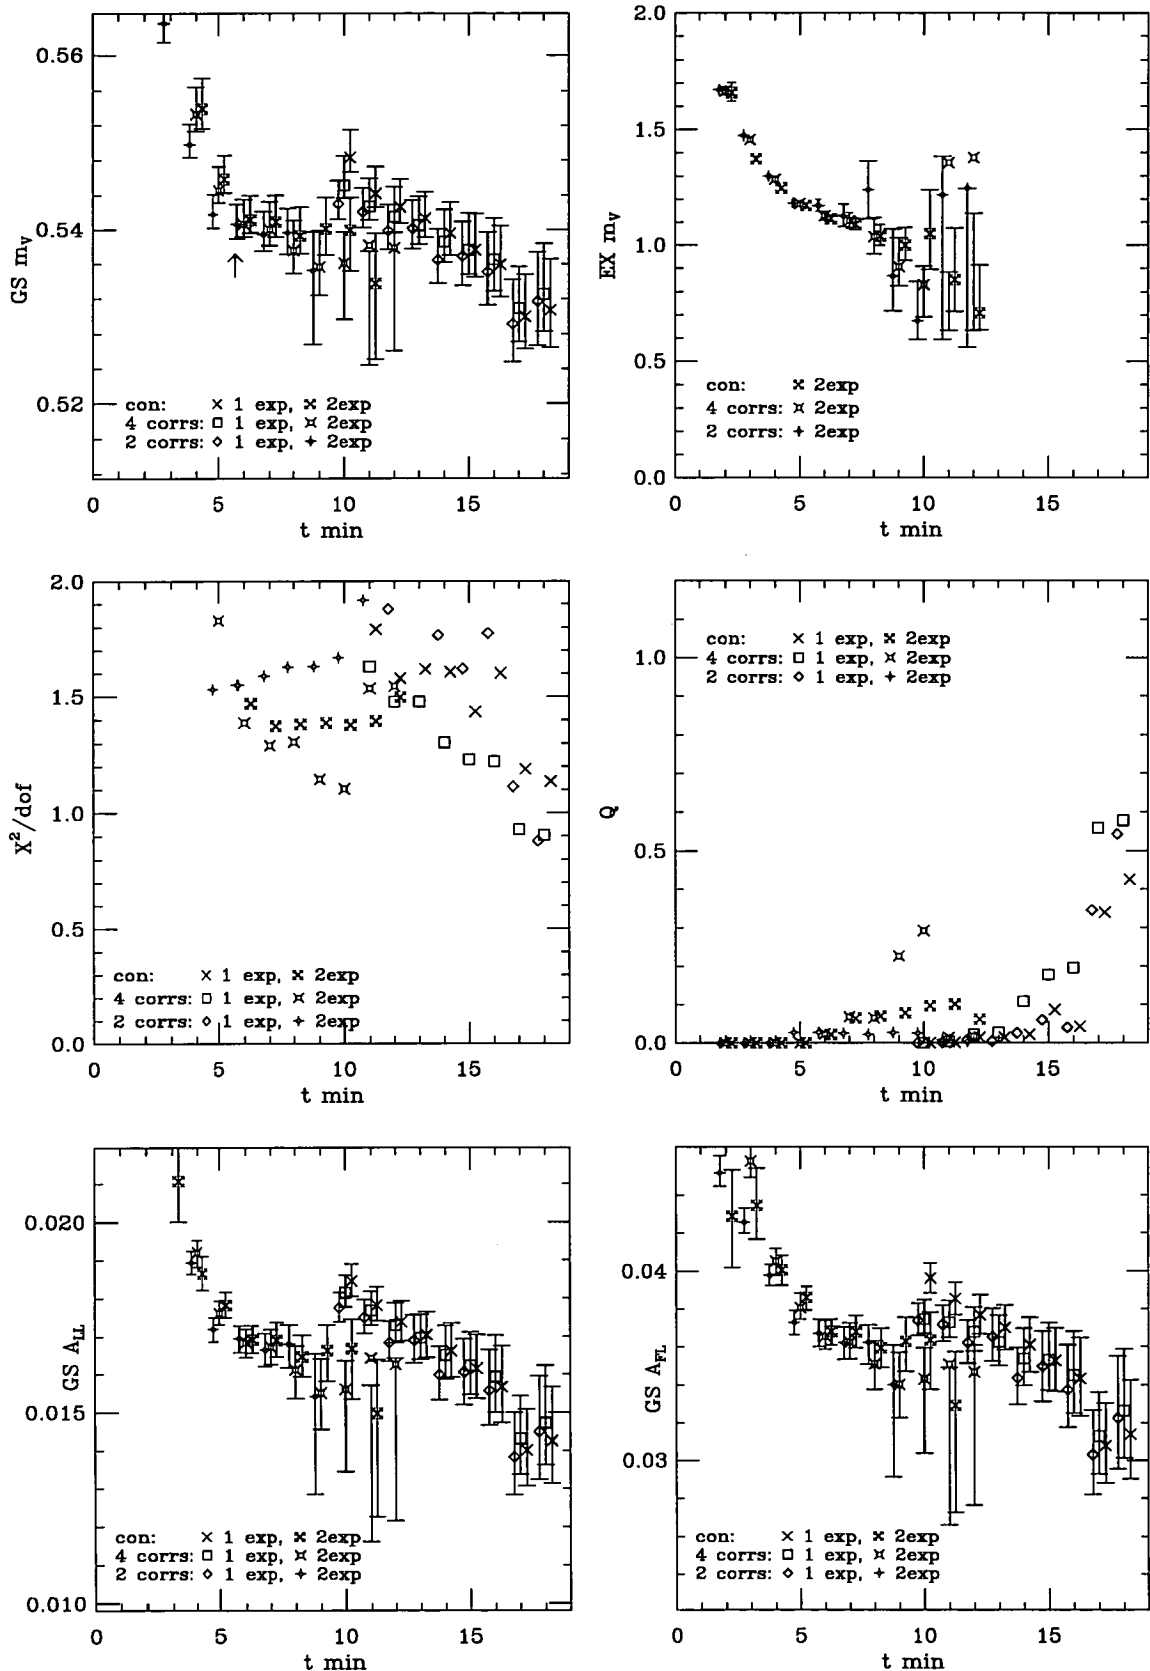 0.56
0.54
0.52
GS mV
con: × 1 exp, 2exp
4 corrs: □ 1 exp, 2exp
2 corrs: ◇ 1 exp, 2exp
0 5 10 15
t min
2.0
1.5
1.0
0.5
0.0
EX mV
con: 2exp
4 corrs: 2exp
2 corrs: 2exp
0 5 10 15
t min
2.0
1.5
1.0
0.5
0.0
X²/dof
con: × 1 exp, 2exp
4 corrs: □ 1 exp, 2exp
2 corrs: ◇ 1 exp, 2exp
0 5 10 15
t min
con: × 1 exp, 2exp
4 corrs: □ 1 exp, 2exp
2 corrs: ◇ 1 exp, 2exp
1.0
0.5
0.0
Q
0 5 10 15
t min
0.020
0.015
0.010
GS A_LL
con: × 1 exp, 2exp
4 corrs: □ 1 exp, 2exp
2 corrs: ◇ 1 exp, 2exp
0 5 10 15
t min
0.04
0.03
GS A_FL
con: × 1 exp, 2exp
4 corrs: □ 1 exp, 2exp
2 corrs: ◇ 1 exp, 2exp
0 5 10 15
t min